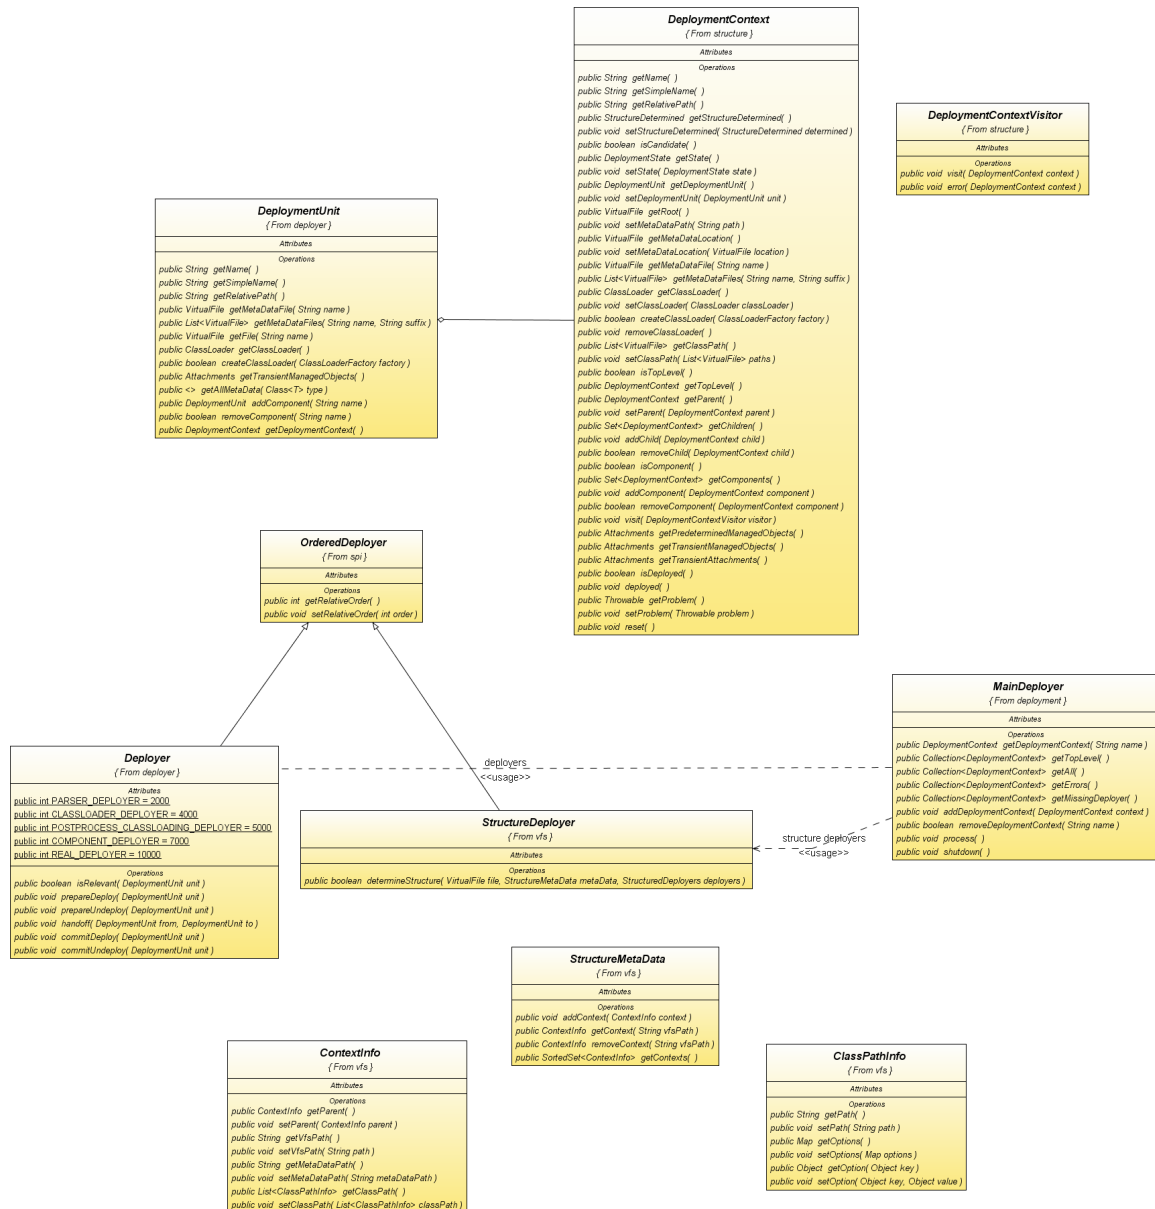 DeploymentContext
{ From structure }
Attributes
Operations
public String getName( )
public String getSimpleName( )
public String getRelativePath( )
public StructureDetermined getStructureDetermined( )
public void setStructureDetermined( StructureDetermined determined )
public boolean isCandidate( )
public DeploymentState getState( )
public void setState( DeploymentState state )
public DeploymentUnit getDeploymentUnit( )
public void setDeploymentUnit( DeploymentUnit unit )
public VirtualFile getRoot( )
public void setMetaDataPath( String path )
public VirtualFile getMetaDataLocation( )
public void setMetaDataLocation( VirtualFile location )
public VirtualFile getMetaDataFile( String name )
public List<VirtualFile> getMetaDataFiles( String name, String suffix )
public ClassLoader getClassLoader( )
public void setClassLoader( ClassLoader classLoader )
public boolean createClassLoader( ClassLoaderFactory factory )
public void removeClassLoader( )
public List<VirtualFile> getClassPath( )
public void setClassPath( List<VirtualFile> paths )
public boolean isTopLevel( )
public DeploymentContext getTopLevel( )
public DeploymentContext getParent( )
public void setParent( DeploymentContext parent )
public Set<DeploymentContext> getChildren( )
public void addChild( DeploymentContext child )
public boolean removeChild( DeploymentContext child )
public boolean isComponent( )
public Set<DeploymentContext> getComponents( )
public void addComponent( DeploymentContext component )
public boolean removeComponent( DeploymentContext component )
public void visit( DeploymentContextVisitor visitor )
public Attachments getPredeterminedManagedObjects( )
public Attachments getTransientManagedObjects( )
public Attachments getTransientAttachments( )
public boolean isDeployed( )
public void deployed( )
public Throwable getProblem( )
public void setProblem( Throwable problem )
public void reset( )
DeploymentContextVisitor
{ From structure }
Attributes
Operations
public void visit( DeploymentContext context )
public void error( DeploymentContext context )
DeploymentUnit
{ From deployer }
Attributes
Operations
public String getName( )
public String getSimpleName( )
public String getRelativePath( )
public VirtualFile getMetaDataFile( String name )
public List<VirtualFile> getMetaDataFiles( String name, String suffix )
public VirtualFile getFile( String name )
public ClassLoader getClassLoader( )
public boolean createClassLoader( ClassLoaderFactory factory )
public Attachments getTransientManagedObjects( )
public <> getAllMetaData( Class<T> type )
public DeploymentUnit addComponent( String name )
public boolean removeComponent( String name )
public DeploymentContext getDeploymentContext( )
OrderedDeployer
{ From spi }
Attributes
Operations
public int getRelativeOrder( )
public void setRelativeOrder( int order )
MainDeployer
{ From deployment }
Attributes
Operations
public DeploymentContext getDeploymentContext( String name )
public Collection<DeploymentContext> getTopLevel( )
public Collection<DeploymentContext> getAll( )
public Collection<DeploymentContext> getErrors( )
public Collection<DeploymentContext> getMissingDeployer( )
public void addDeploymentContext( DeploymentContext context )
public boolean removeDeploymentContext( String name )
public void process( )
public void shutdown( )
Deployer
{ From deployer }
Attributes
public int PARSER_DEPLOYER = 2000
public int CLASSLOADER_DEPLOYER = 4000
public int POSTPROCESS_CLASSLOADING_DEPLOYER = 5000
public int COMPONENT_DEPLOYER = 7000
public int REAL_DEPLOYER = 10000
Operations
public boolean isRelevant( DeploymentUnit unit )
public void prepareDeploy( DeploymentUnit unit )
public void prepareUndeploy( DeploymentUnit unit )
public void handoff( DeploymentUnit from, DeploymentUnit to )
public void commitDeploy( DeploymentUnit unit )
public void commitUndeploy( DeploymentUnit unit )
deployers
<<usage>>
StructureDeployer
{ From vfs }
Attributes
Operations
public boolean determineStructure( VirtualFile file, StructureMetaData metaData, StructuredDeployers deployers )
structure deployers
<<usage>>
StructureMetaData
{ From vfs }
Attributes
Operations
public void addContext( ContextInfo context )
public ContextInfo getContext( String vfsPath )
public ContextInfo removeContext( String vfsPath )
public SortedSet<ContextInfo> getContexts( )
ContextInfo
{ From vfs }
Attributes
Operations
public ContextInfo getParent( )
public void setParent( ContextInfo parent )
public String getVfsPath( )
public void setVfsPath( String path )
public String getMetaDataPath( )
public void setMetaDataPath( String metaDataPath )
public List<ClassPathInfo> getClassPath( )
public void setClassPath( List<ClassPathInfo> classPath )
ClassPathInfo
{ From vfs }
Attributes
Operations
public String getPath( )
public void setPath( String path )
public Map getOptions( )
public void setOptions( Map options )
public Object getOption( Object key )
public void setOption( Object key, Object value )